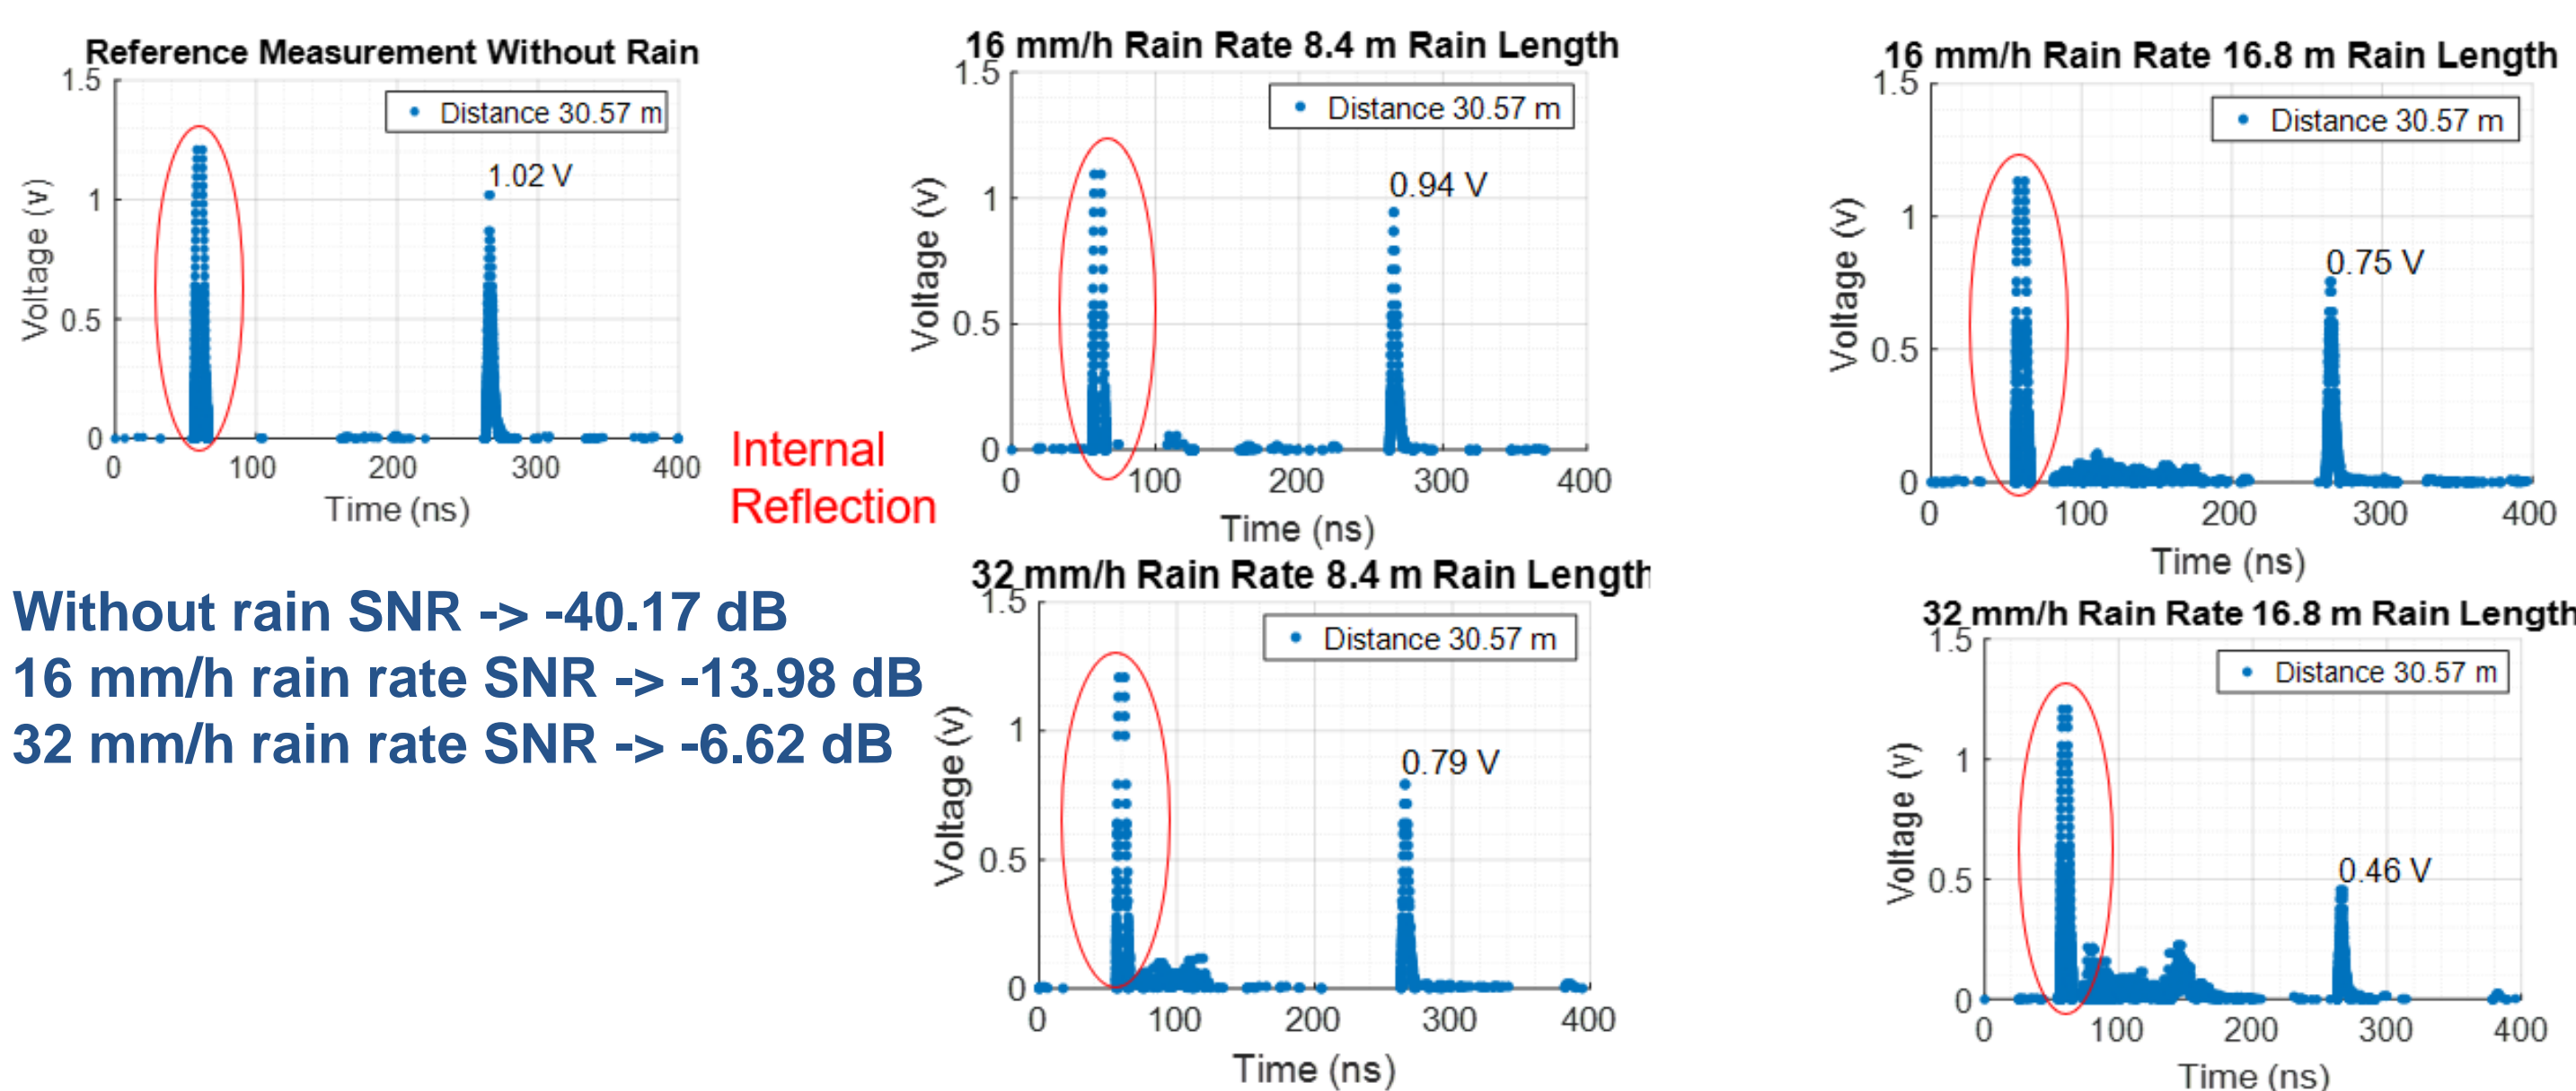 Reference Measurement Without Rain
1.5
1
0.5
0
Voltage (v)
Distance 30.57 m
1.02 V
0 100 200 300 400
Time (ns)
Internal
Reflection
16 mm/h Rain Rate 8.4 m Rain Length
1.5
1
0.5
0
Voltage (v)
Distance 30.57 m
0.94 V
0 100 200 300 400
Time (ns)
16 mm/h Rain Rate 16.8 m Rain Length
1.5
1
0.5
0
Voltage (v)
Distance 30.57 m
0.75 V
0 100 200 300 400
Time (ns)
Without rain SNR -> -40.17 dB
16 mm/h rain rate SNR -> -13.98 dB
32 mm/h rain rate SNR -> -6.62 dB
32 mm/h Rain Rate 8.4 m Rain Length
1.5
1
0.5
0
Voltage (v)
Distance 30.57 m
0.79 V
0 100 200 300 400
Time (ns)
32 mm/h Rain Rate 16.8 m Rain Length
1.5
1
0.5
0
Voltage (v)
Distance 30.57 m
0.46 V
0 100 200 300 400
Time (ns)